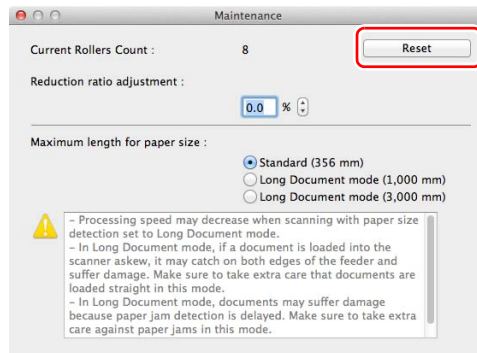 Maintenance
Current Rollers Count : 8 Reset
Reduction ratio adjustment :
0.0 %
Maximum length for paper size :
Standard (356 mm)
Long Document mode (1,000 mm)
Long Document mode (3,000 mm)
– Processing speed may decrease when scanning with paper size
detection set to Long Document mode.
– In Long Document mode, if a document is loaded into the
scanner askew, it may catch on both edges of the feeder and
suffer damage. Make sure to take extra care that documents are
loaded straight in this mode.
– In Long Document mode, documents may suffer damage
because paper jam detection is delayed. Make sure to take extra
care against paper jams in this mode.